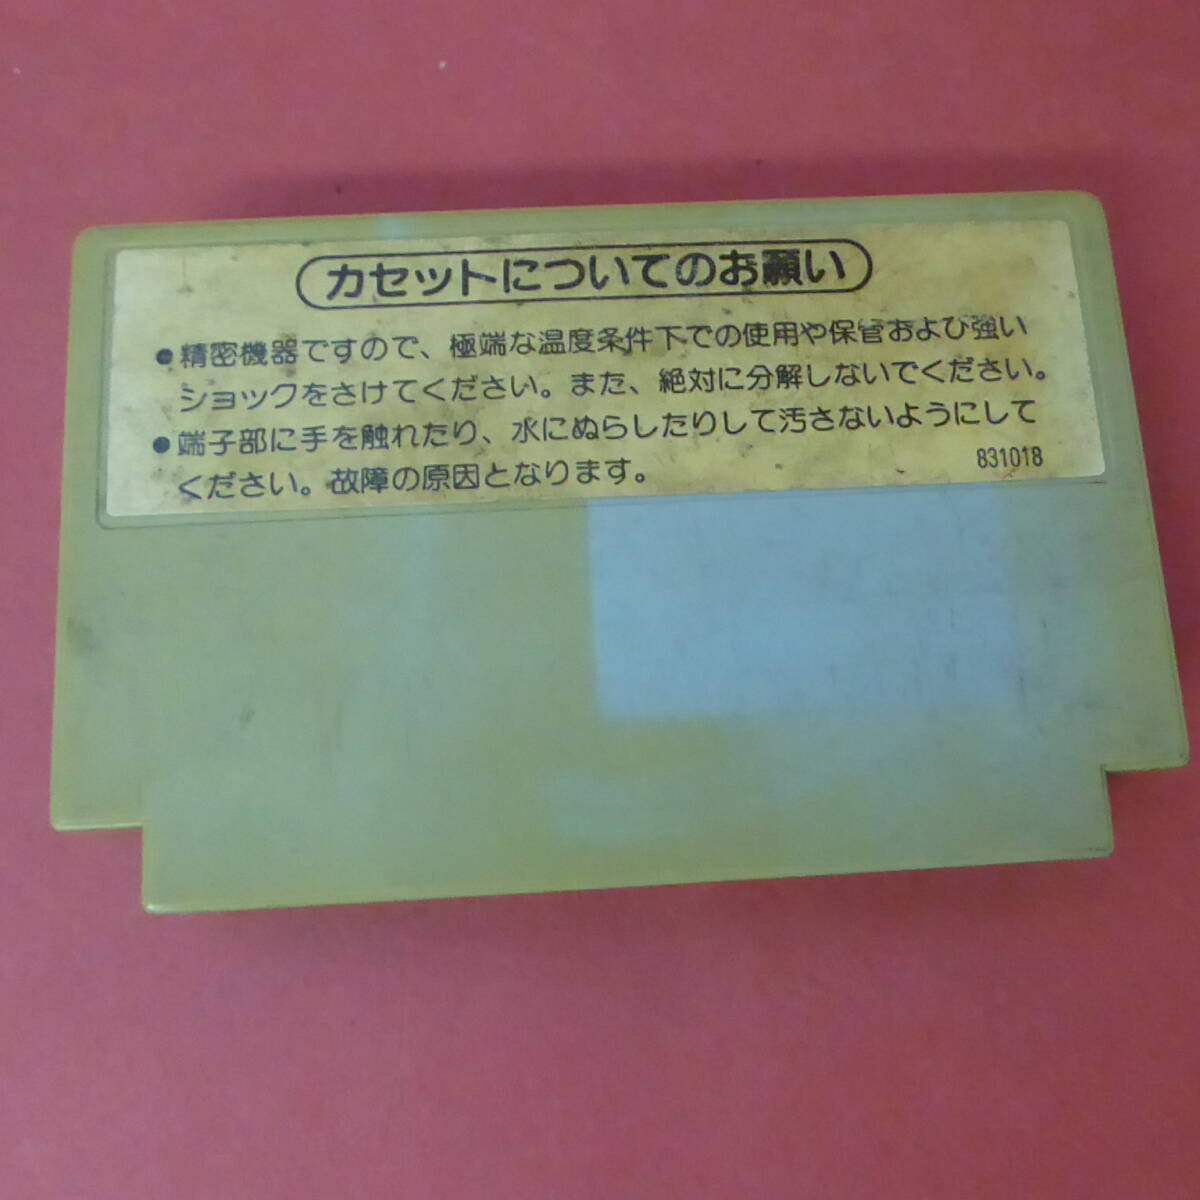 カセットについてのお願い
●精密機器ですので、極端な温度条件下での使用や保管および強い
ショックをさけてください。また、絶対に分解しないでください。
●端子部に手を触れたり、水にぬらしたりして汚さないようにして
ください。故障の原因となります。
831018